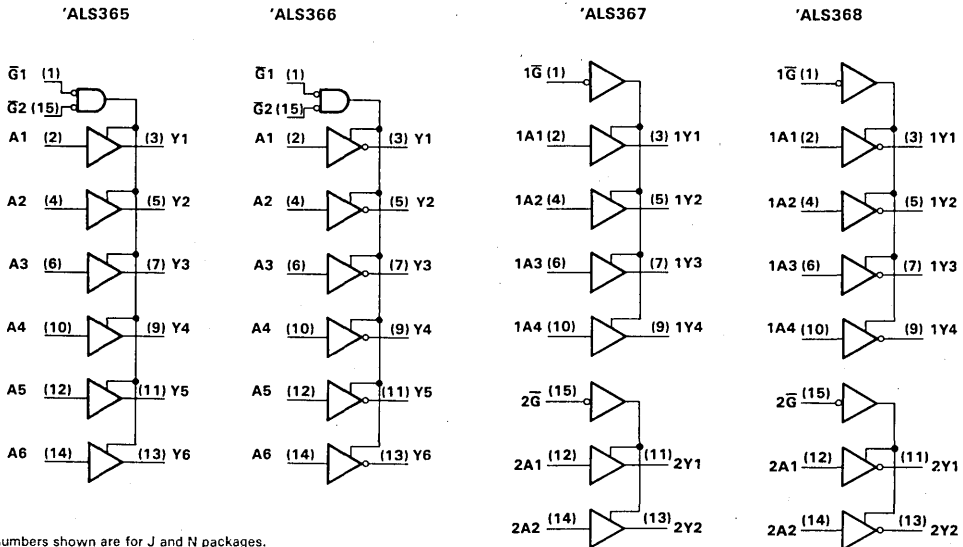 'ALS365
'ALS366
'ALS367
'ALS368
G̅1 (1)
G̅2 (15)
A1 (2) (3) Y1
A2 (4) (5) Y2
A3 (6) (7) Y3
A4 (10) (9) Y4
A5 (12) (11) Y5
A6 (14) (13) Y6
G̅1 (1)
G̅2 (15)
A1 (2) (3) Y1
A2 (4) (5) Y2
A3 (6) (7) Y3
A4 (10) (9) Y4
A5 (12) (11) Y5
A6 (14) (13) Y6
1G̅ (1)
1A1 (2) (3) 1Y1
1A2 (4) (5) 1Y2
1A3 (6) (7) 1Y3
1A4 (10) (9) 1Y4
2G̅ (15)
2A1 (12) (11) 2Y1
2A2 (14) (13) 2Y2
1G̅ (1)
1A1 (2) (3) 1Y1
1A2 (4) (5) 1Y2
1A3 (6) (7) 1Y3
1A4 (10) (9) 1Y4
2G̅ (15)
2A1 (12) (11) 2Y1
2A2 (14) (13) 2Y2
umbers shown are for J and N packages.